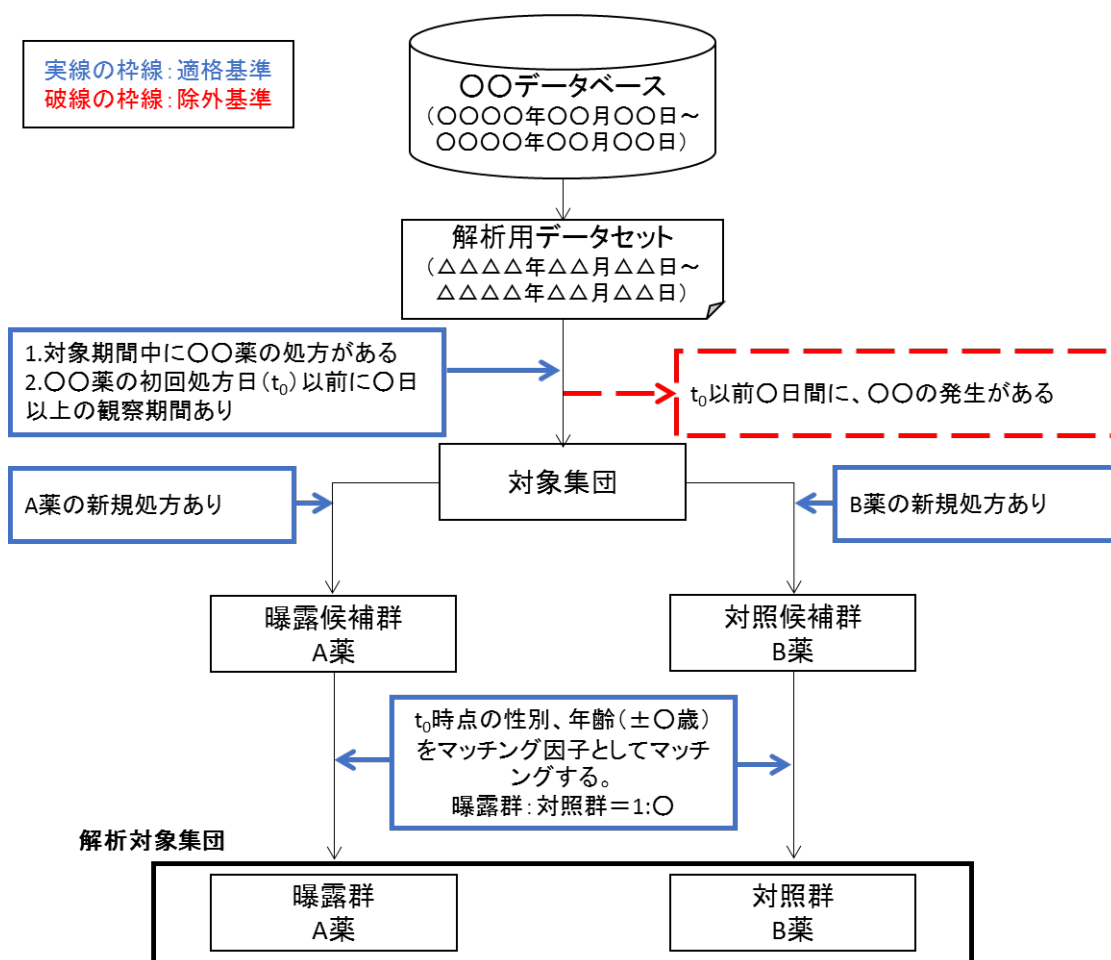 実線の枠線：適格基準
破線の枠線：除外基準
〇〇データベース
（〇〇〇〇年〇〇月〇〇日～
〇〇〇〇年〇〇月〇〇日）
解析用データセット
（△△△△年△△月△△日～
△△△△年△△月△△日）
1.対象期間中に〇〇薬の処方がある
2.〇〇薬の初回処方日（t₀）以前に〇日
以上の観察期間あり
t₀以前〇日間に、〇〇の発生がある
対象集団
A薬の新規処方あり
B薬の新規処方あり
曝露候補群
A薬
対照候補群
B薬
t₀時点の性別、年齢（±〇歳）
をマッチング因子としてマッチ
ングする。
曝露群：対照群＝1:〇
解析対象集団
曝露群
A薬
対照群
B薬